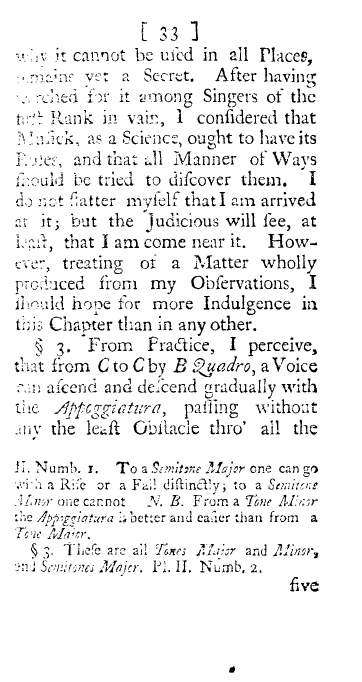 [ 33 ]
why it cannot be uſed in all Places,
remains yet a Secret. After having
ſearched for it among Singers of the
firſt Rank in vain, I conſidered that
Muſick, as a Science, ought to have its
Rules, and that all Manner of Ways
ſhould be tried to diſcover them. I
do not flatter myſelf that I am arrived
at it; but the Judicious will ſee, at
leaſt, that I am come near it. How-
ever, treating of a Matter wholly
produced from my Obſervations, I
ſhould hope for more Indulgence in
this Chapter than in any other.
§ 3. From Practice, I perceive,
that from C to C by B Quadro, a Voice
can aſcend and deſcend gradually with
the Appoggiatura, paſſing without
any the leaſt Obſtacle thro' all the
II. Numb. 1. To a Semitone Major one can go
with a Riſe or a Fall diſtinctly; to a Semitone
Minor one cannot N. B. From a Tone Minor
the Appoggiatura is better and eaſier than from a
Tone Major.
§ 3. Theſe are all Tones Major and Minor,
and Semitones Major. Pl. II. Numb. 2.
five